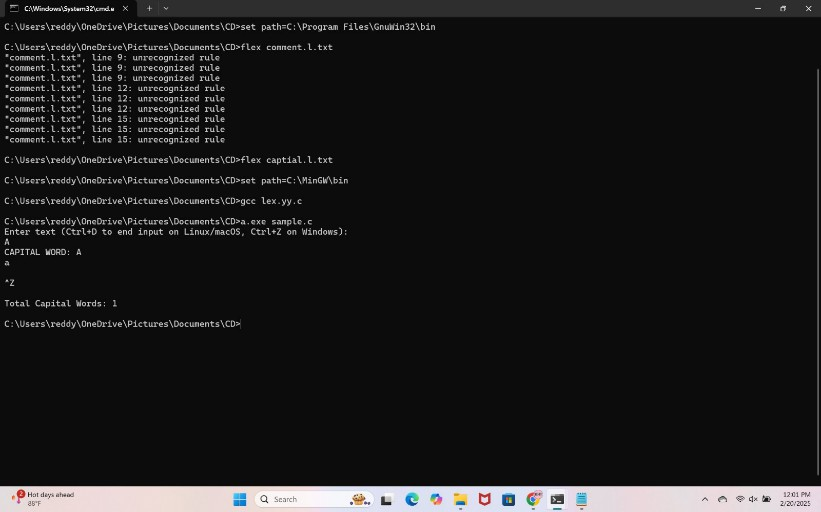 C:\Windows\System32\cmd.e
C:\Users\reddy\OneDrive\Pictures\Documents\CD>set path=C:\Program Files\GnuWin32\bin
C:\Users\reddy\OneDrive\Pictures\Documents\CD>flex comment.l.txt
"comment.l.txt", line 9: unrecognized rule
"comment.l.txt", line 9: unrecognized rule
"comment.l.txt", line 9: unrecognized rule
"comment.l.txt", line 12: unrecognized rule
"comment.l.txt", line 12: unrecognized rule
"comment.l.txt", line 12: unrecognized rule
"comment.l.txt", line 15: unrecognized rule
"comment.l.txt", line 15: unrecognized rule
"comment.l.txt", line 15: unrecognized rule
C:\Users\reddy\OneDrive\Pictures\Documents\CD>flex captial.l.txt
C:\Users\reddy\OneDrive\Pictures\Documents\CD>set path=C:\MinGW\bin
C:\Users\reddy\OneDrive\Pictures\Documents\CD>gcc lex.yy.c
C:\Users\reddy\OneDrive\Pictures\Documents\CD>a.exe sample.c
Enter text (Ctrl+D to end input on Linux/macOS, Ctrl+Z on Windows):
A
CAPITAL WORD: A
a
^Z
Total Capital Words: 1
C:\Users\reddy\OneDrive\Pictures\Documents\CD>
2
Hot days ahead
88°F
Search
12:01 PM
2/20/2025